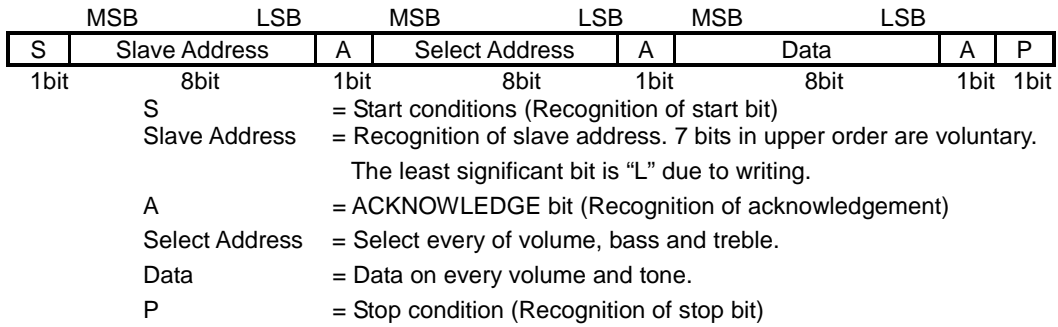 MSB LSB MSB LSB MSB LSB
S Slave Address A Select Address A Data A P
1bit 8bit 1bit 8bit 1bit 8bit 1bit 1bit
S = Start conditions (Recognition of start bit)
Slave Address = Recognition of slave address. 7 bits in upper order are voluntary.
The least significant bit is “L” due to writing.
A = ACKNOWLEDGE bit (Recognition of acknowledgement)
Select Address = Select every of volume, bass and treble.
Data = Data on every volume and tone.
P = Stop condition (Recognition of stop bit)